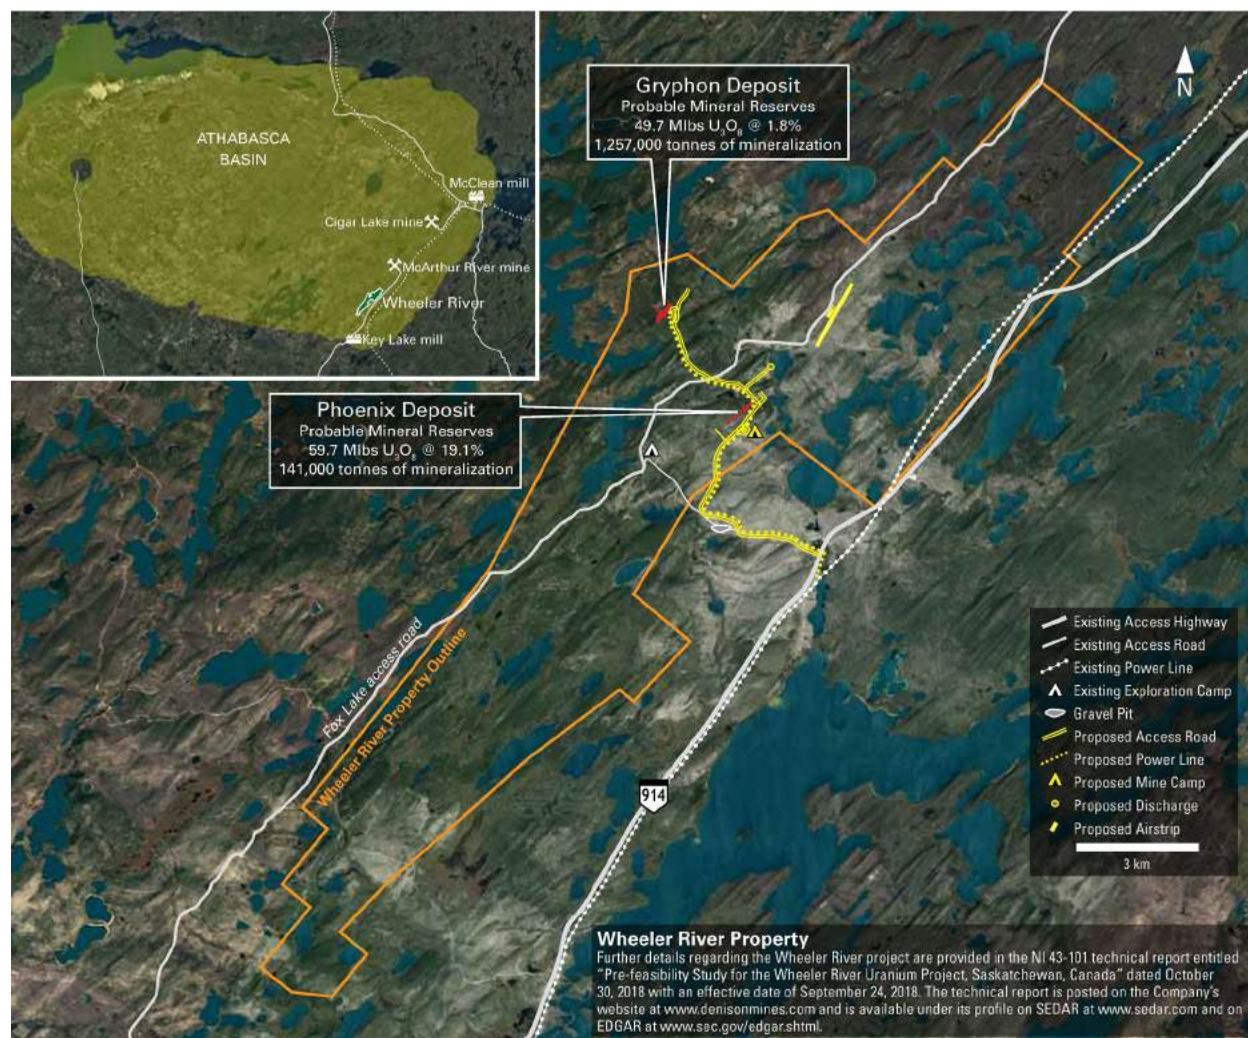 ATHABASCA
BASIN
McClean mill
Cigar Lake mine
McArthur River mine
Wheeler River
Key Lake mill
Gryphon Deposit
Probable Mineral Reserves
49.7 Mlbs U₃O₈ @ 1.8%
1,257,000 tonnes of mineralization
N
Phoenix Deposit
Probable Mineral Reserves
59.7 Mlbs U₃O₈ @ 19.1%
141,000 tonnes of mineralization
Fox Lake access road
Wheeler River Property Outline
914
Existing Access Highway
Existing Access Road
Existing Power Line
Existing Exploration Camp
Gravel Pit
Proposed Access Road
Proposed Power Line
Proposed Mine Camp
Proposed Discharge
Proposed Airstrip
3 km
Wheeler River Property
Further details regarding the Wheeler River project are provided in the NI 43-101 technical report entitled
"Pre-feasibility Study for the Wheeler River Uranium Project, Saskatchewan, Canada" dated October
30, 2018 with an effective date of September 24, 2018. The technical report is posted on the Company's
website at www.denisonmines.com and is available under its profile on SEDAR at www.sedar.com and on
EDGAR at www.sec.gov/edgar.shtml.